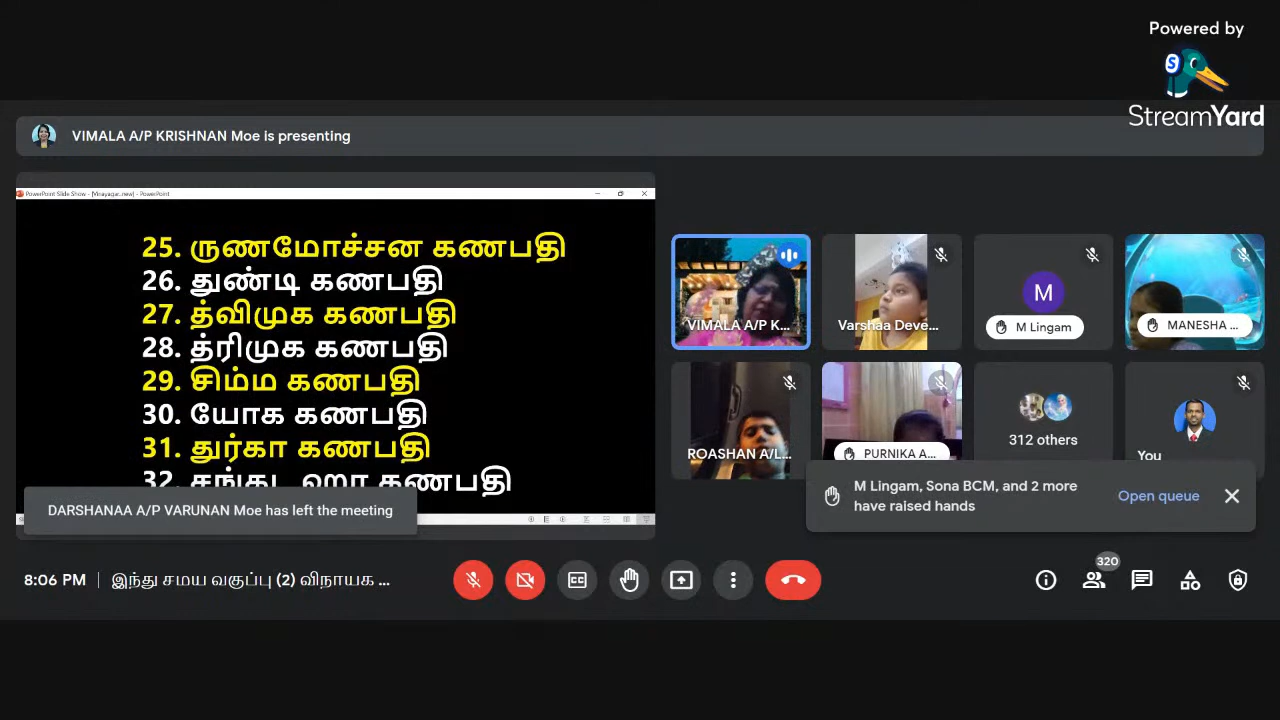 Powered by
StreamYard
VIMALA A/P KRISHNAN Moe is presenting
PowerPoint Slide Show - [Vinayagar..new] - PowerPoint
25. ருணமோச்சன கணபதி
26. துண்டி கணபதி
27. த்விமுக கணபதி
28. த்ரிமுக கணபதி
29. சிம்ம கணபதி
30. யோக கணபதி
31. துர்கா கணபதி
32. சங்கட ஹர கணபதி
DARSHANAA A/P VARUNAN Moe has left the meeting
VIMALA A/P K...
Varshaa Deve...
M
M Lingam
MANESHA ...
ROASHAN A/L...
PURNIKA A...
312 others
You
M Lingam, Sona BCM, and 2 more
have raised hands
Open queue
8:06 PM
இந்து சமய வகுப்பு (2) விநாயக ...
320